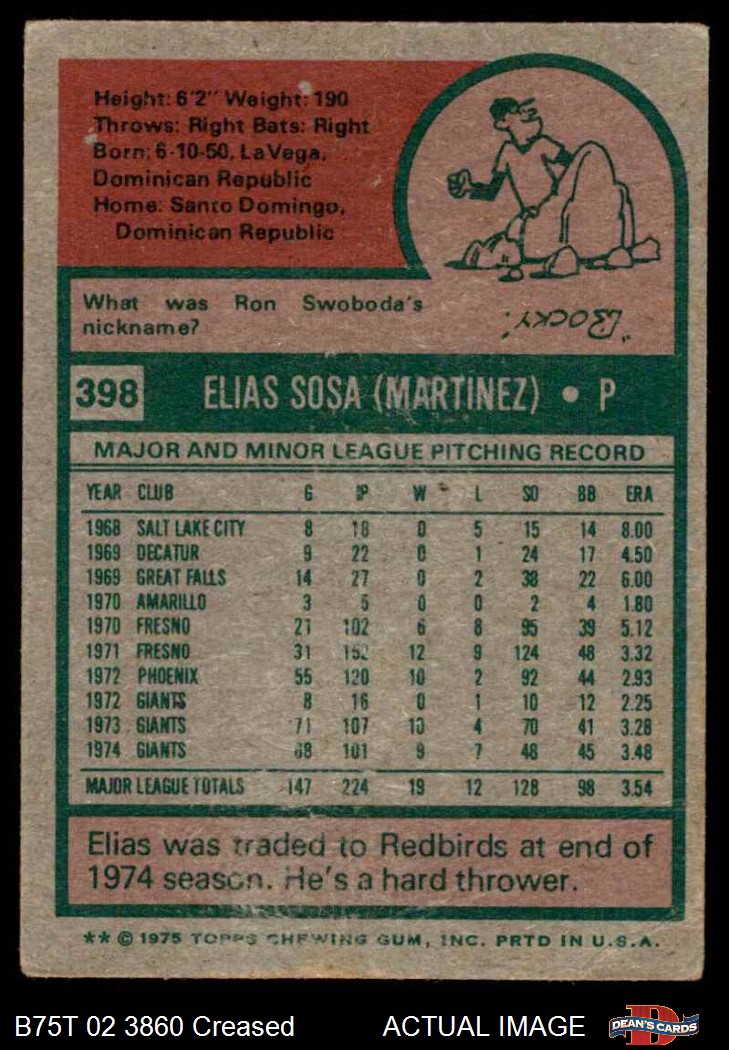 Height: 6'2" Weight: 190
Throws: Right Bats: Right
Born: 6-10-50, LaVega,
Dominican Republic
Home: Santo Domingo,
Dominican Republic
What was Ron Swoboda's
nickname?
"Rocky".
398 ELIAS SOSA (MARTINEZ) • P
MAJOR AND MINOR LEAGUE PITCHING RECORD
YEAR CLUB G IP W L SO BB ERA
1968 SALT LAKE CITY 8 18 0 5 15 14 8.00
1969 DECATUR 9 22 0 1 24 17 4.50
1969 GREAT FALLS 14 27 0 2 38 22 6.00
1970 AMARILLO 3 5 0 0 2 4 1.80
1970 FRESNO 21 102 6 8 95 39 5.12
1971 FRESNO 31 152 12 9 124 48 3.32
1972 PHOENIX 55 120 10 2 92 44 2.93
1972 GIANTS 8 16 0 1 10 12 2.25
1973 GIANTS 71 107 10 4 70 41 3.28
1974 GIANTS 68 101 9 7 48 45 3.48
MAJOR LEAGUE TOTALS 147 224 19 12 128 98 3.54
Elias was traded to Redbirds at end of
1974 season. He's a hard thrower.
** © 1975 TOPPS CHEWING GUM, INC. PRTD IN U.S.A.
B75T 02 3860 Creased ACTUAL IMAGE DEAN'S CARDS